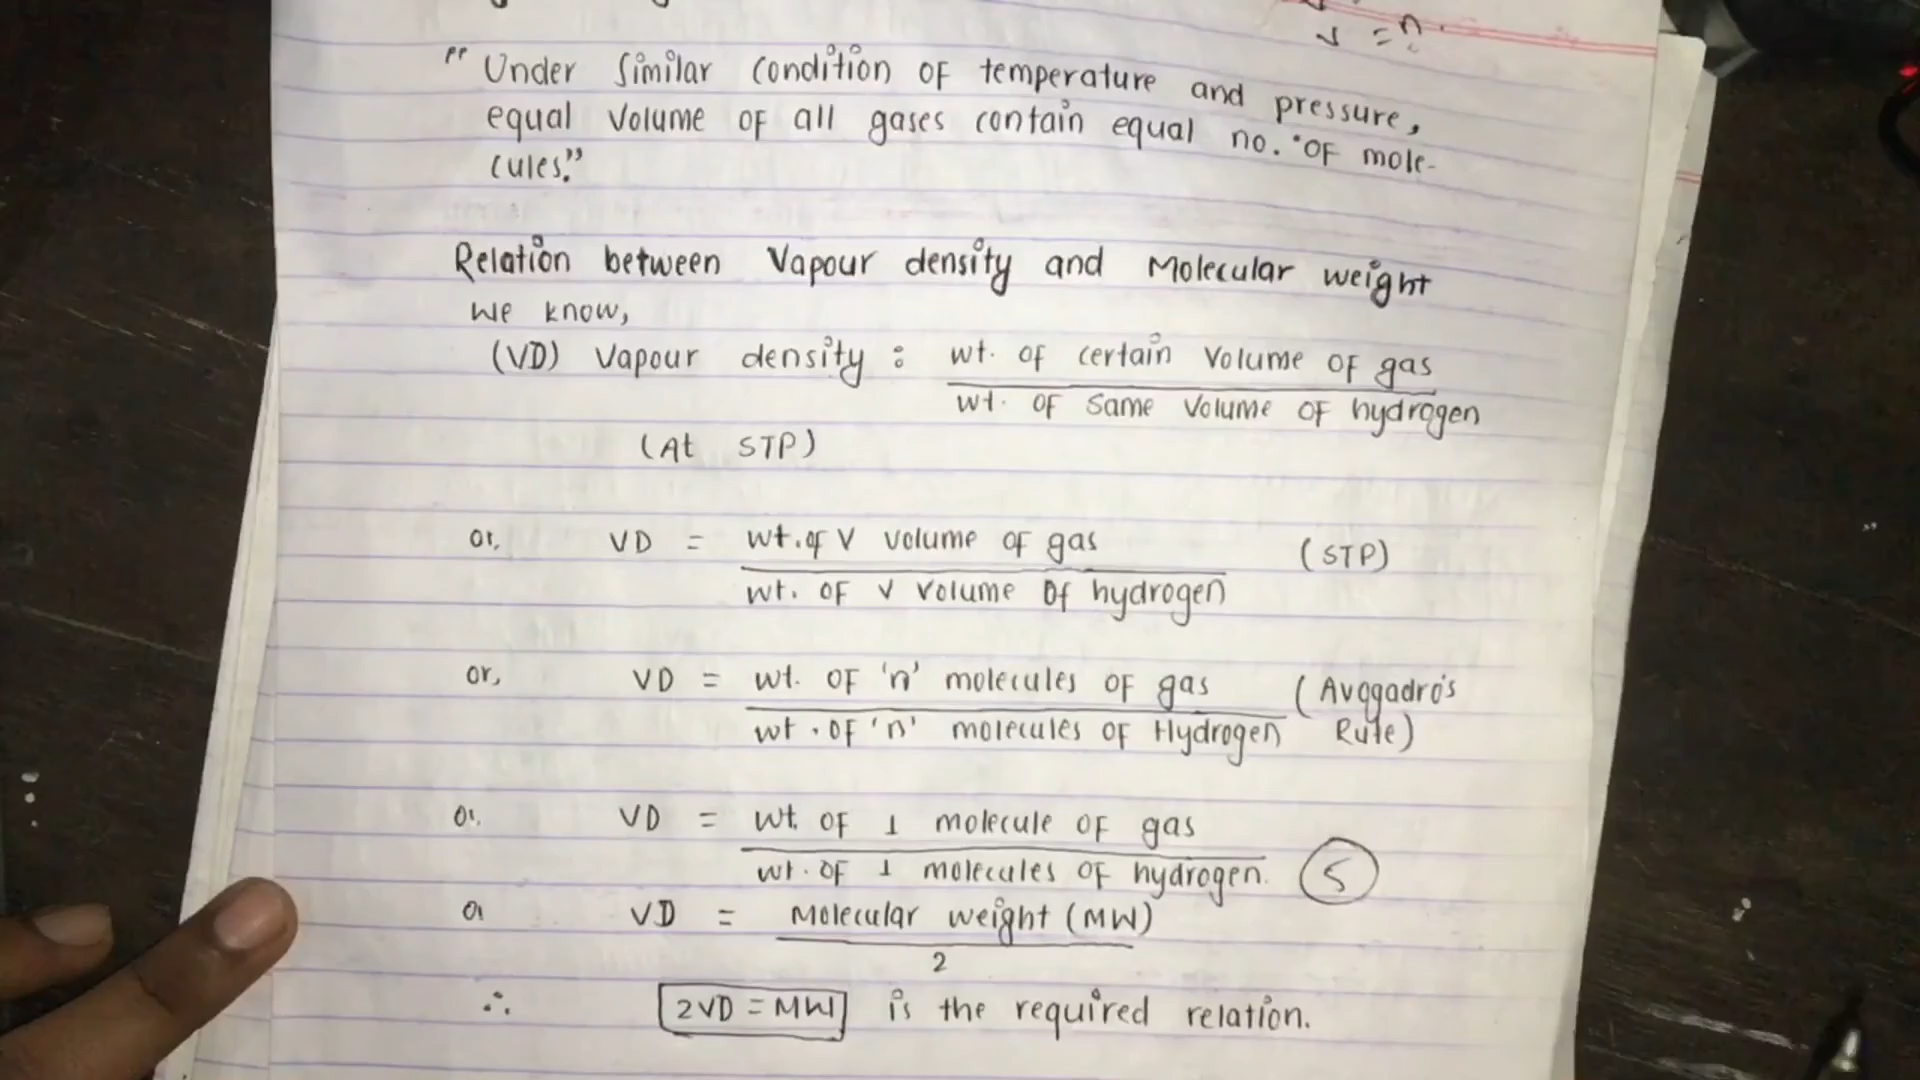 v = n.
" Under Similar condition of temperature and pressure,
equal volume of all gases contain equal no. of mole-
cules."
Relation between Vapour density and Molecular weight
we know,
(VD) Vapour density : wt. of certain volume of gas
wt. of same volume of hydrogen
(At STP)
or, VD = wt. of V volume of gas (STP)
wt. of V volume of hydrogen
or, VD = wt. of 'n' molecules of gas (Avogadro's
wt. of 'n' molecules of Hydrogen Rule)
or, VD = wt. of 1 molecule of gas
wt. of 1 molecules of hydrogen. 5
or VD = Molecular weight (MW)
2
∴ 2VD = MW is the required relation.